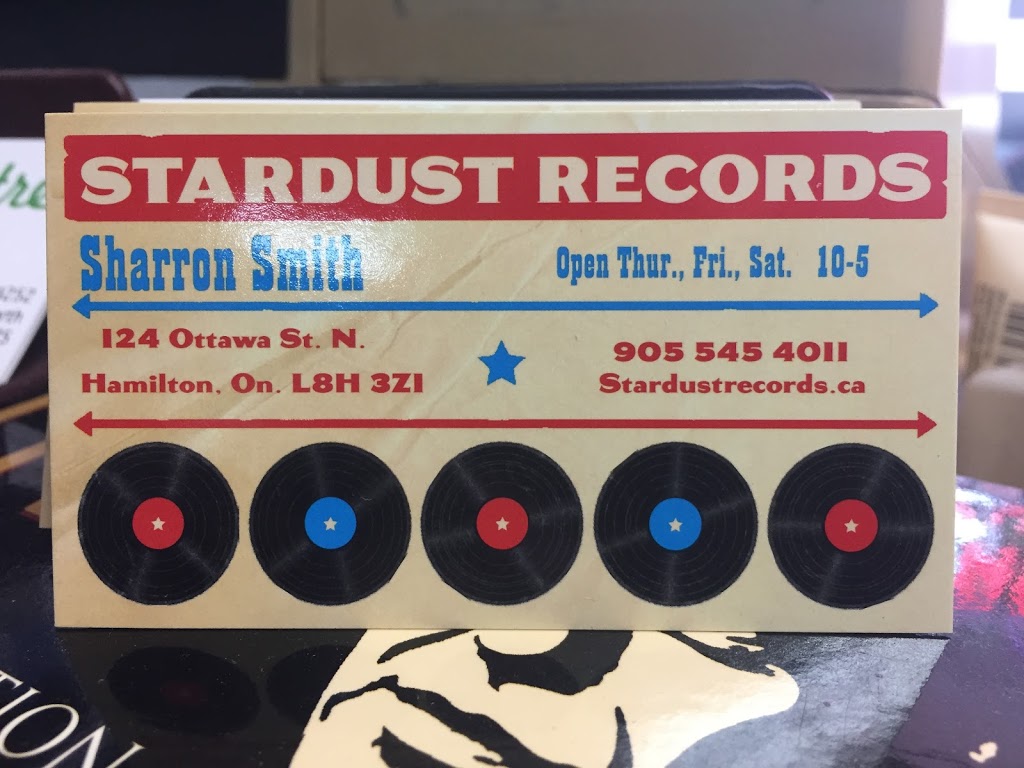 STARDUST RECORDS
Sharron Smith
Open Thur., Fri., Sat. 10-5
124 Ottawa St. N.
Hamilton, On. L8H 3Z1
905 545 4011
Stardustrecords.ca